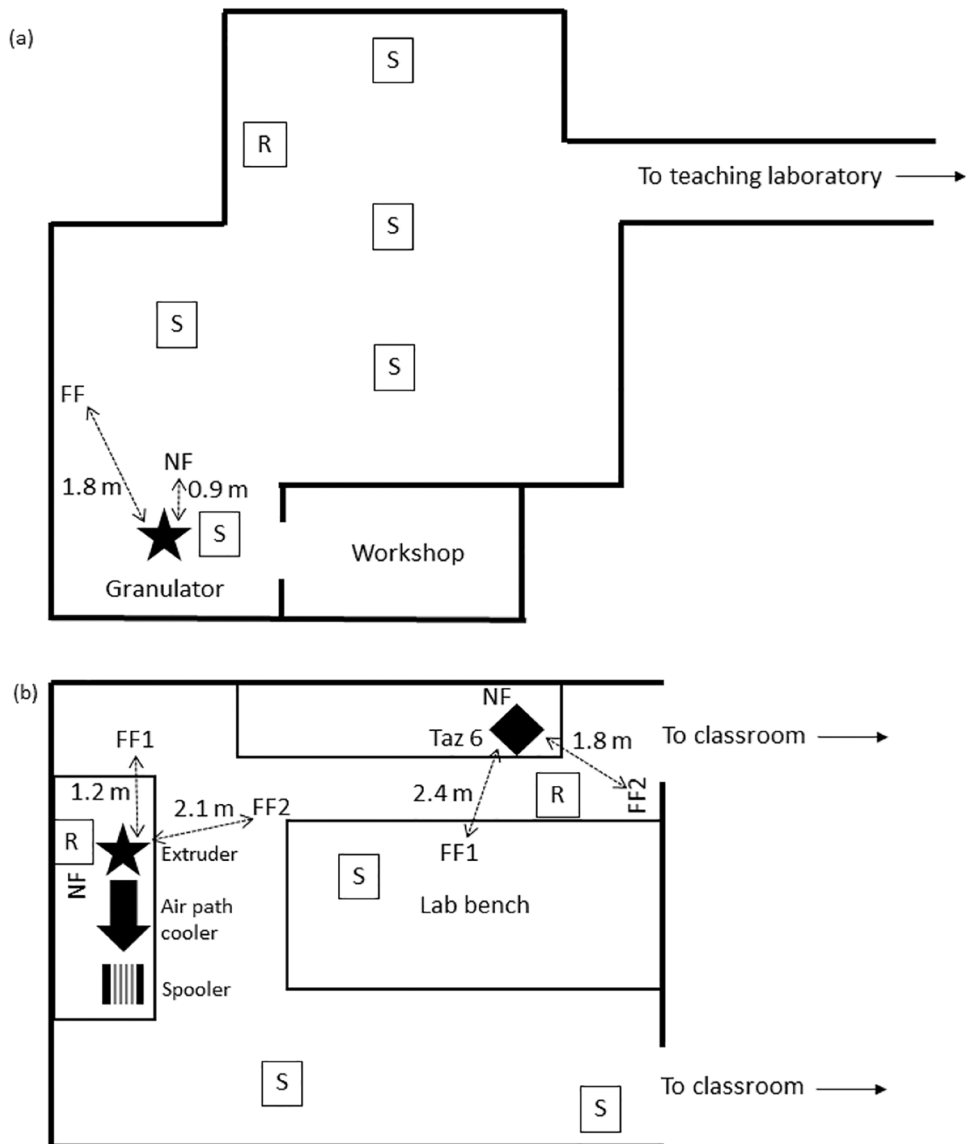 (a)
S
R
To teaching laboratory
S
S
S
FF
NF
1.8 m
0.9 m
S
Workshop
Granulator
(b)
NF
FF1
Taz 6
1.8 m
To classroom
1.2 m
2.1 m
FF2
2.4 m
R
FF2
R
Extruder
FF1
NF
S
Lab bench
Air path
cooler
Spooler
S
To classroom
S